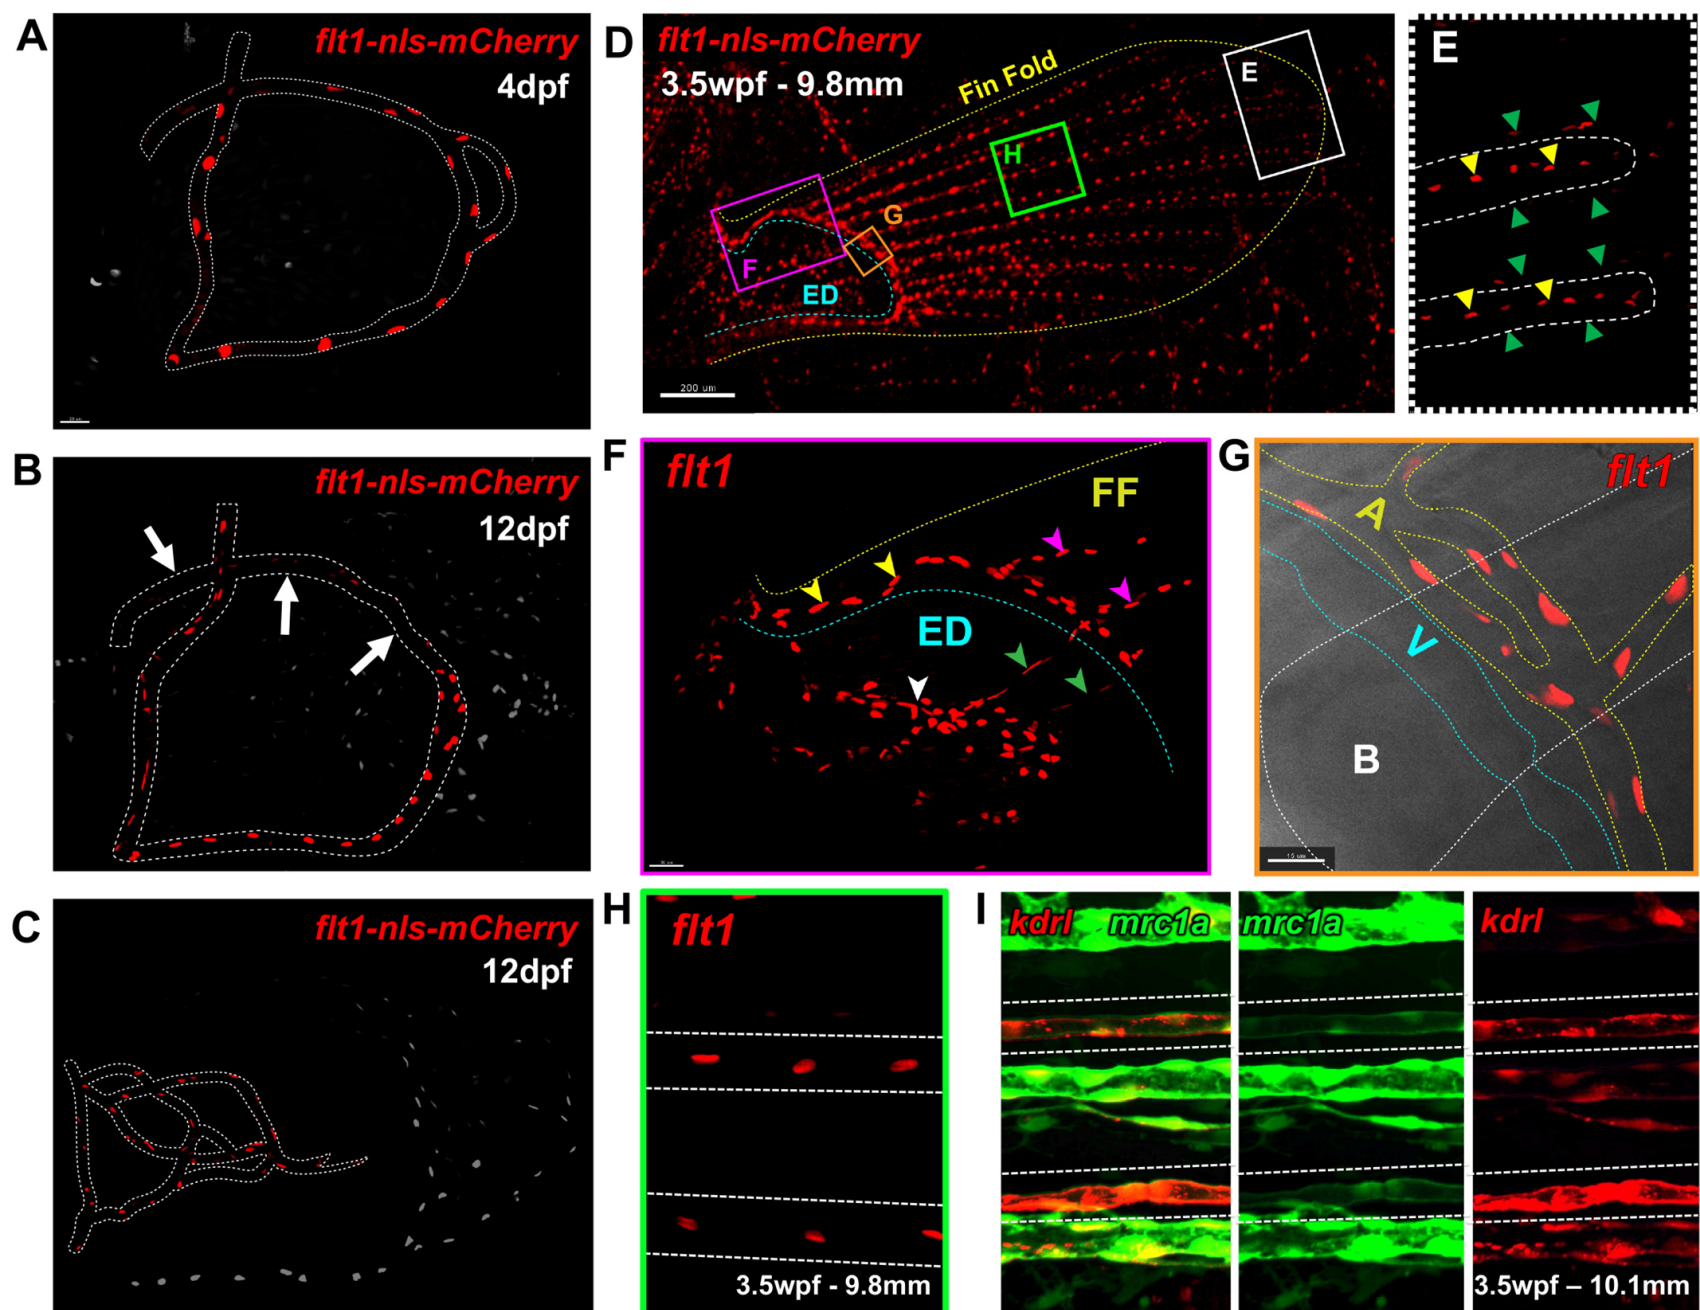 A
flt1-nls-mCherry
4dpf
B
flt1-nls-mCherry
12dpf
C
flt1-nls-mCherry
12dpf
D
flt1-nls-mCherry
3.5wpf - 9.8mm
Fin Fold
E
H
G
F
ED
200 um
E
F
flt1
FF
ED
G
flt1
A
V
B
15 um
H
flt1
3.5wpf - 9.8mm
I
kdrl mrc1a
mrc1a
kdrl
3.5wpf – 10.1mm